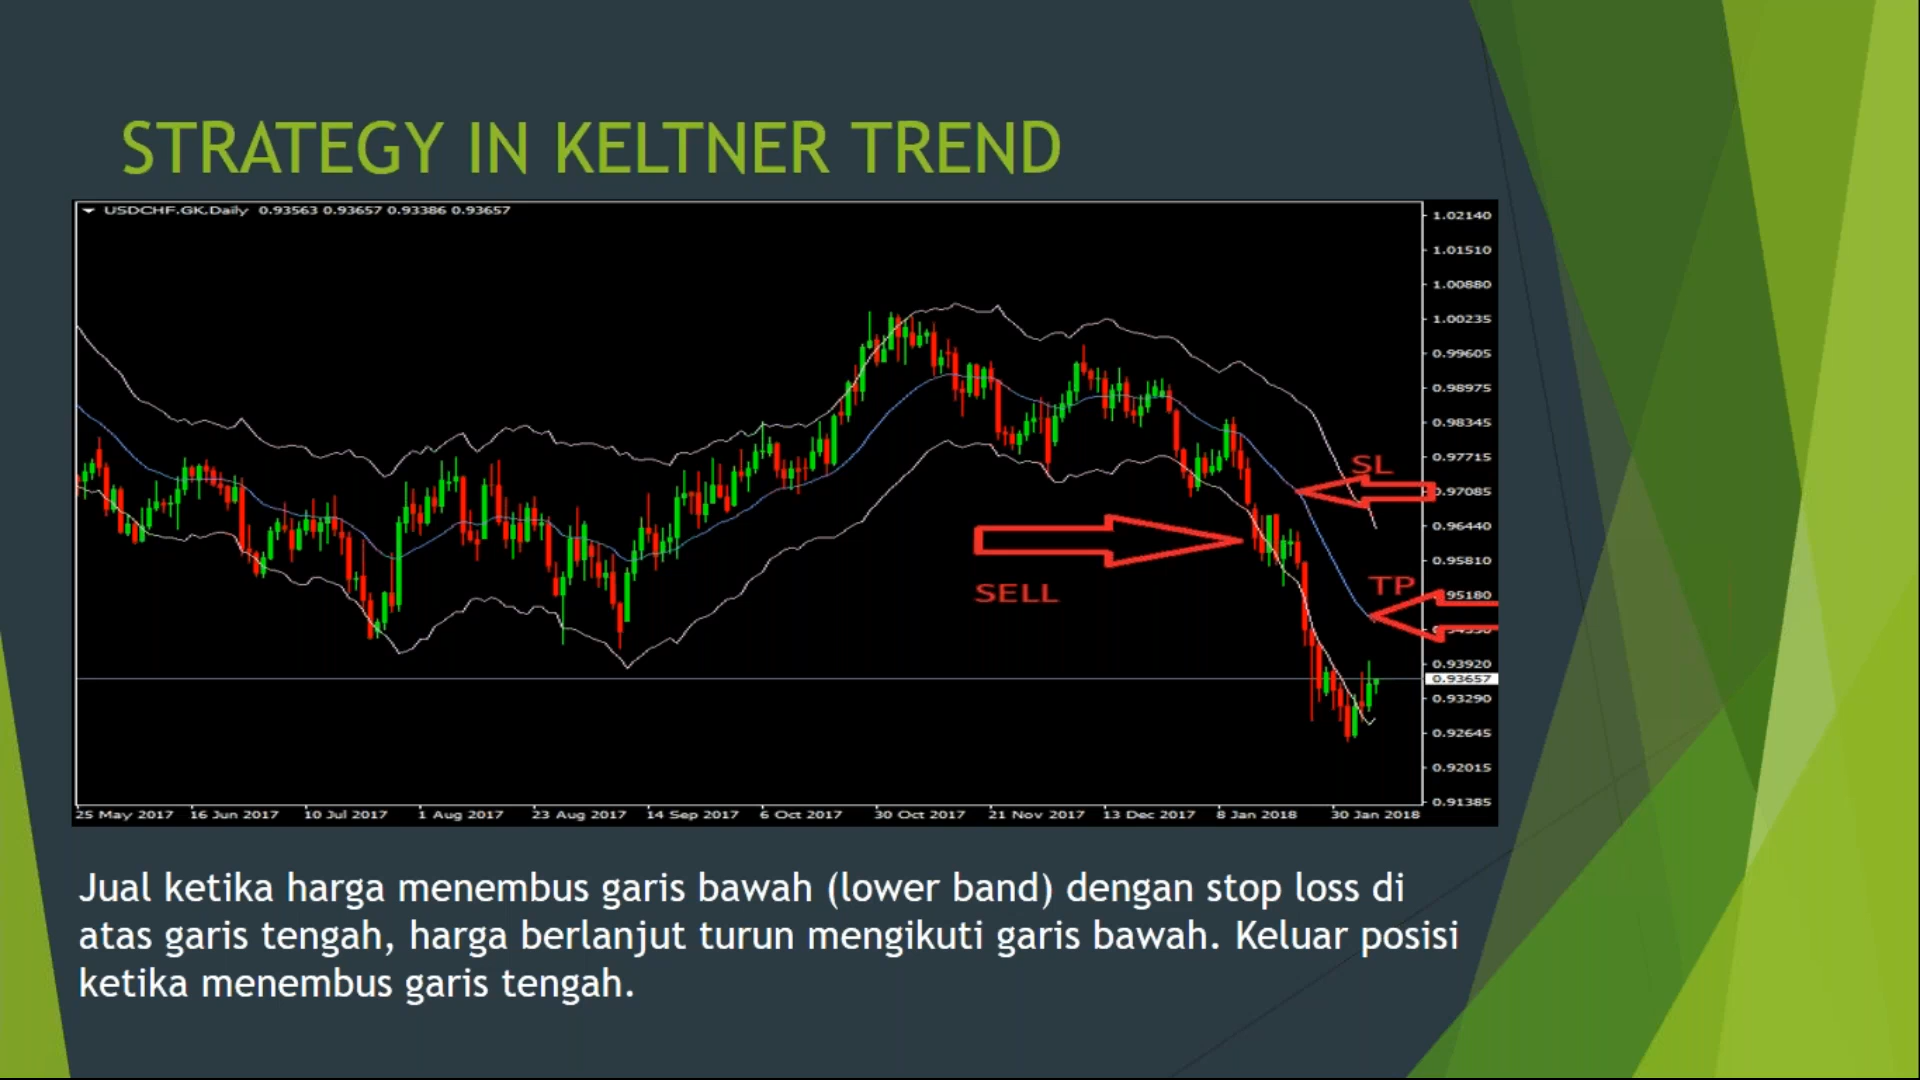 STRATEGY IN KELTNER TREND
USDCHF.GK,Daily 0.93563 0.93657 0.93386 0.93657
1.02140
1.01510
1.00880
1.00235
0.99605
0.98975
0.98345
0.97715
SL
0.97085
0.96440
SELL
0.95810
TP
0.93920
0.93657
0.93290
0.92645
0.92015
0.91385
25 May 2017 16 Jun 2017 10 Jul 2017 1 Aug 2017 23 Aug 2017 14 Sep 2017 6 Oct 2017 30 Oct 2017 21 Nov 2017 13 Dec 2017 8 Jan 2018 30 Jan 2018
Jual ketika harga menembus garis bawah (lower band) dengan stop loss di
atas garis tengah, harga berlanjut turun mengikuti garis bawah. Keluar posisi
ketika menembus garis tengah.